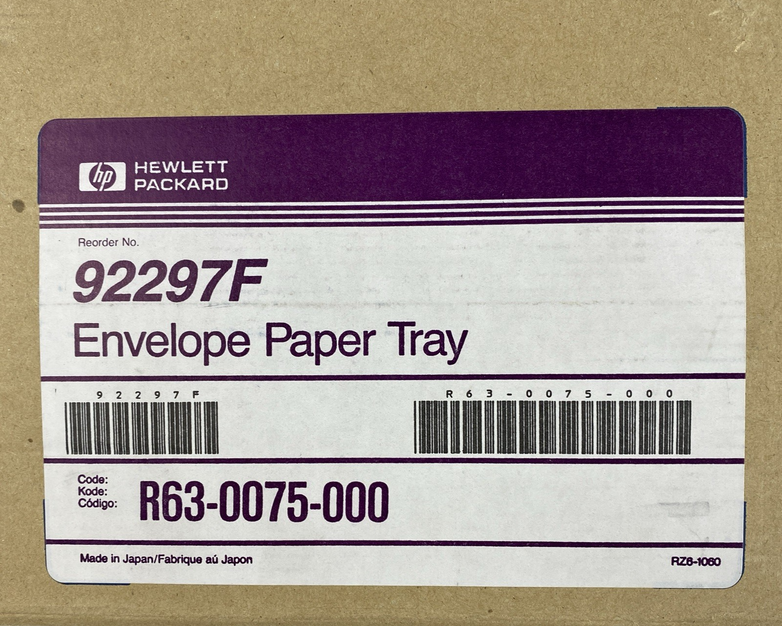 hp HEWLETT
PACKARD
Reorder No.
92297F
Envelope Paper Tray
92297F
R63-0075-000
Code:
Kode:
Código:
R63-0075-000
Made in Japan/Fabrique aú Japon
RZ6-1060